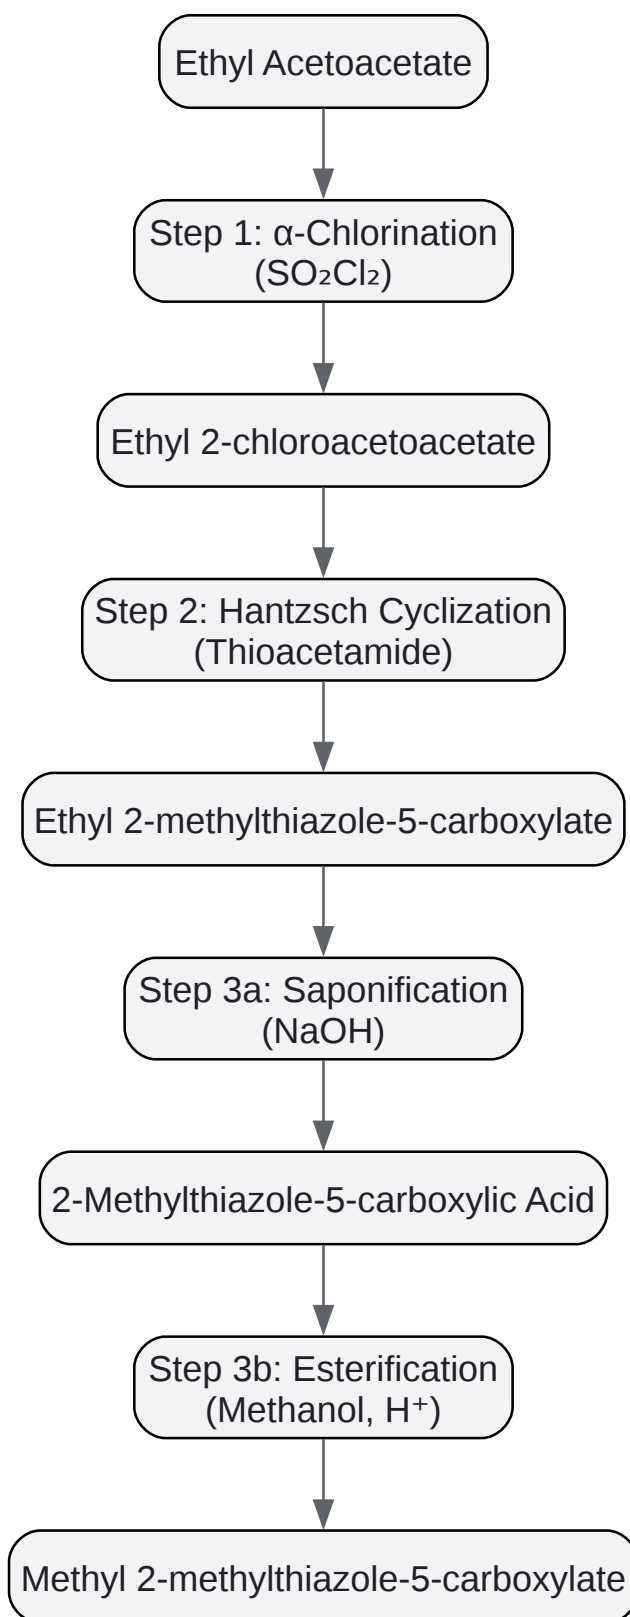 Ethyl Acetoacetate
Step 1: α-Chlorination
(SO₂Cl₂)
Ethyl 2-chloroacetoacetate
Step 2: Hantzsch Cyclization
(Thioacetamide)
Ethyl 2-methylthiazole-5-carboxylate
Step 3a: Saponification
(NaOH)
2-Methylthiazole-5-carboxylic Acid
Step 3b: Esterification
(Methanol, H⁺)
Methyl 2-methylthiazole-5-carboxylate